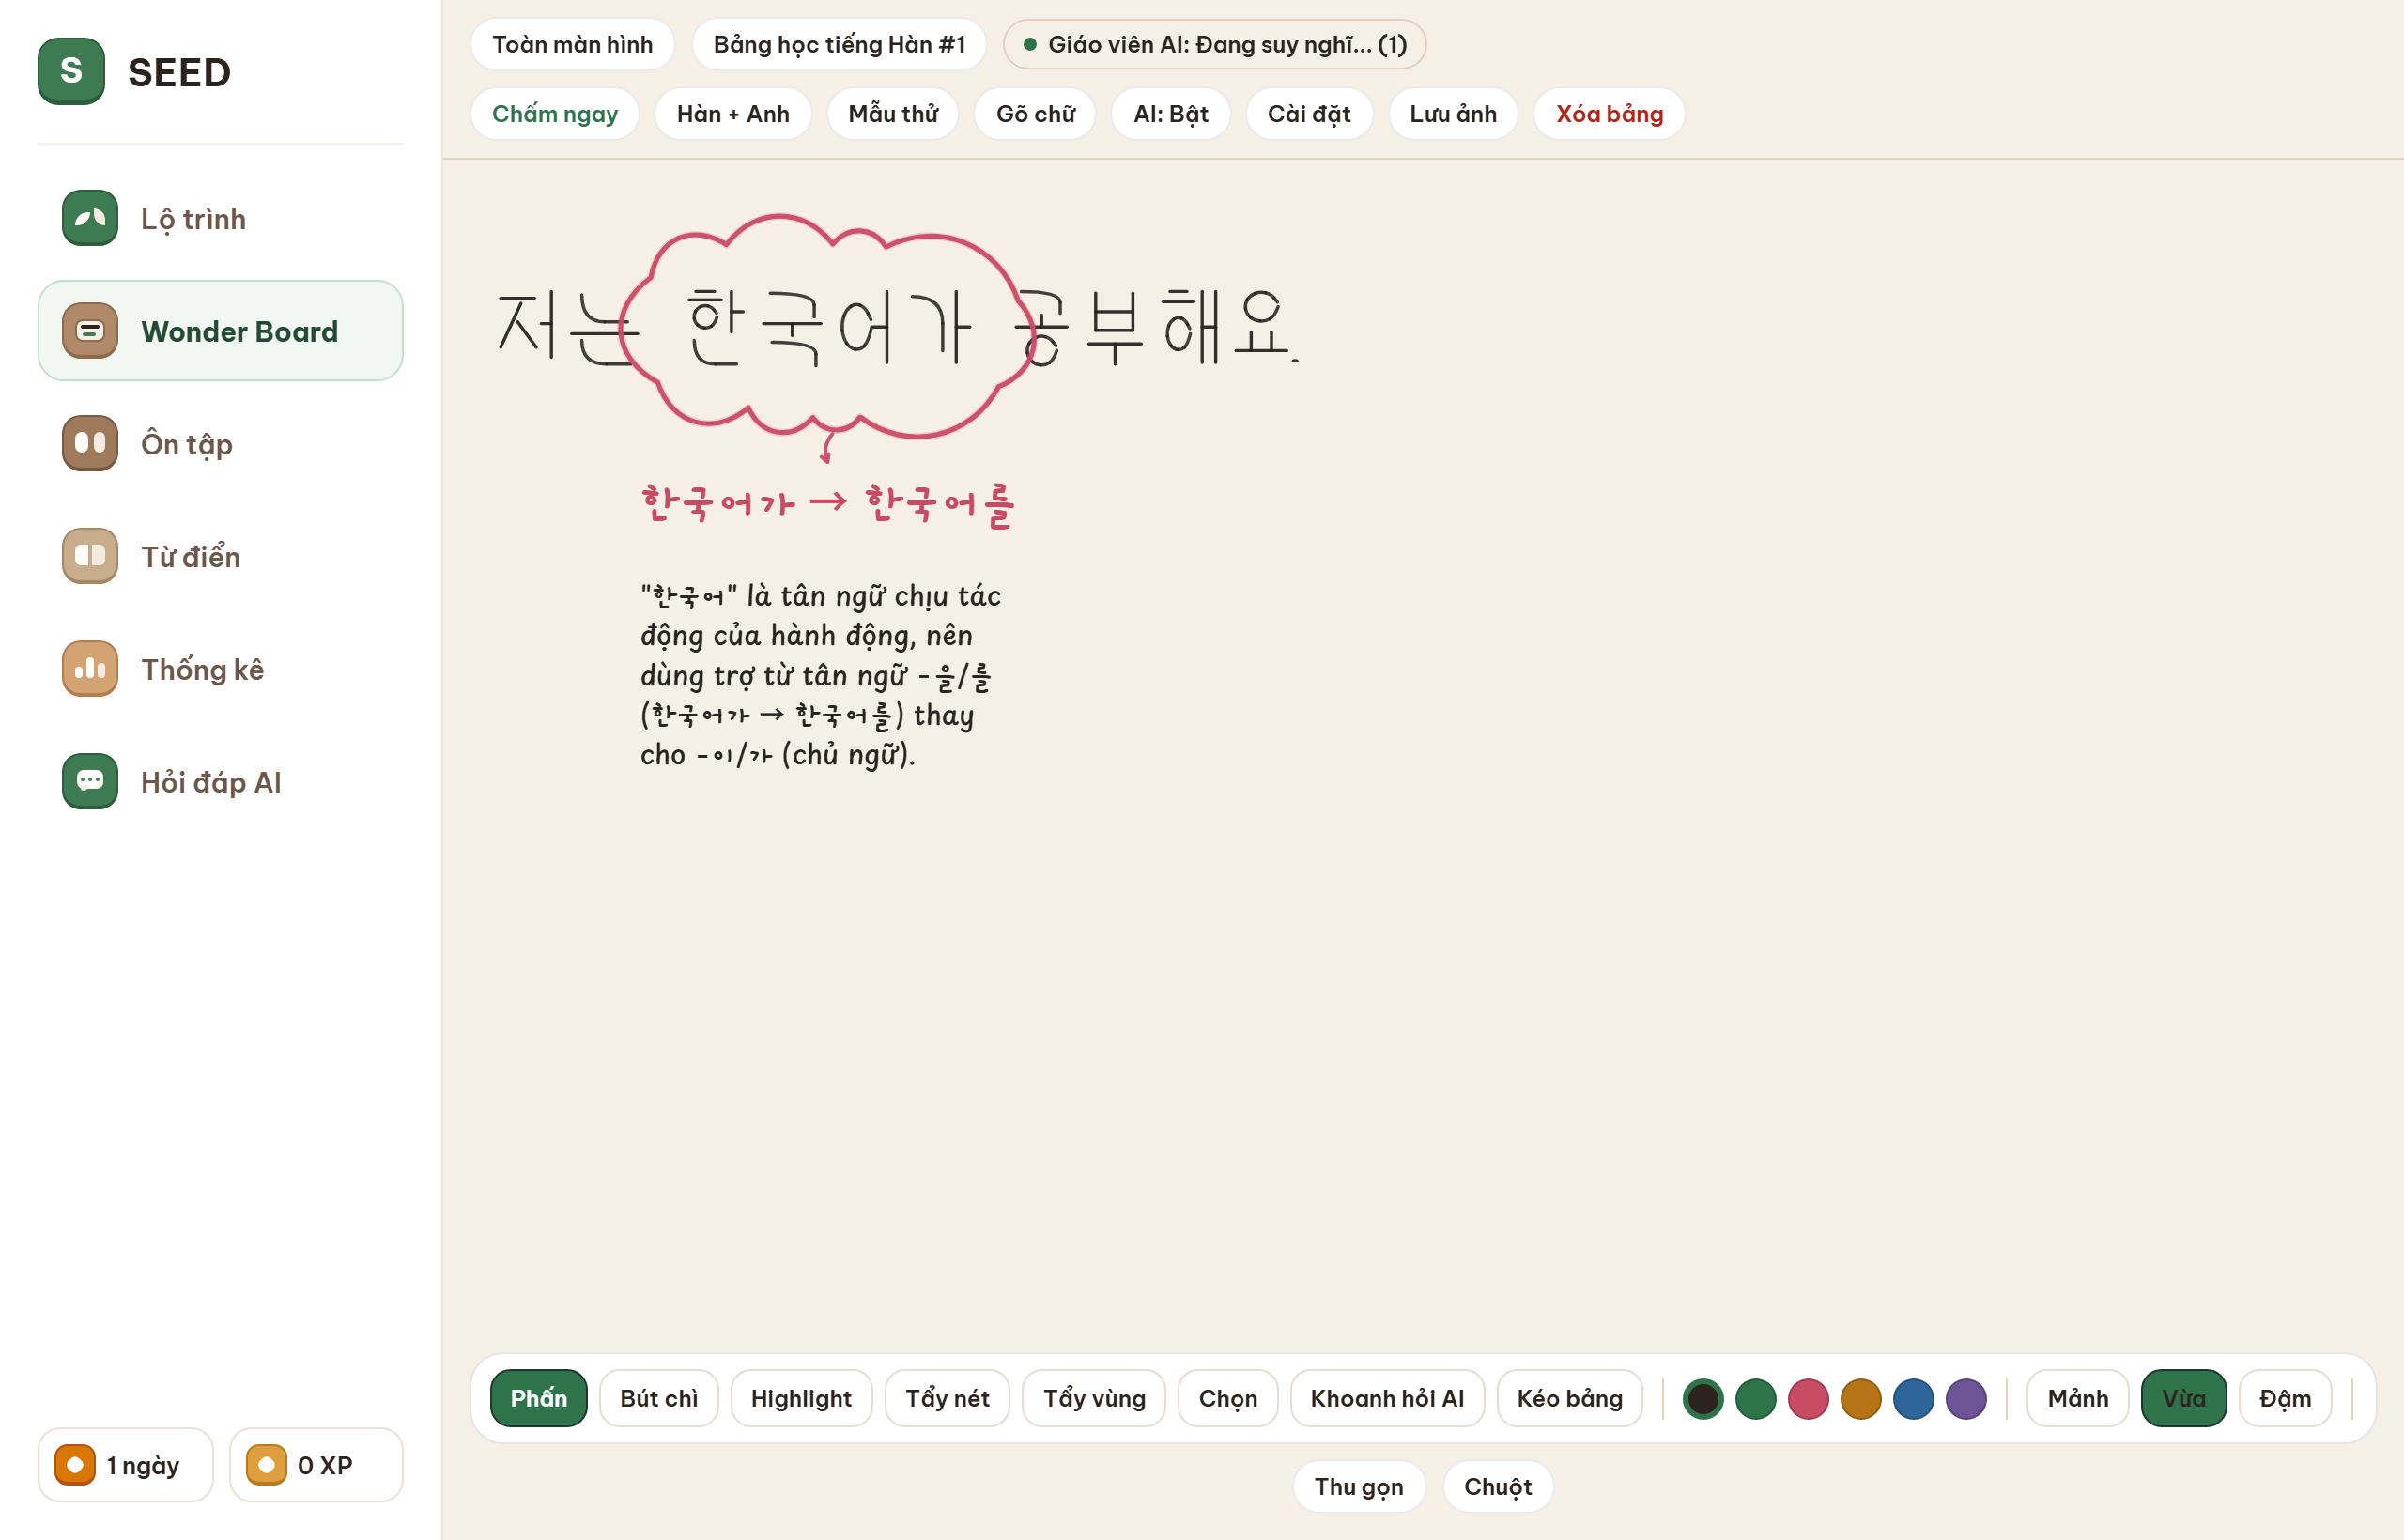 S SEED
Toàn màn hình
Bảng học tiếng Hàn #1
Giáo viên AI: Đang suy nghĩ... (1)
Chấm ngay
Hàn + Anh
Mẫu thử
Gõ chữ
AI: Bật
Cài đặt
Lưu ảnh
Xóa bảng
Lộ trình
Wonder Board
Ôn tập
Từ điển
Thống kê
Hỏi đáp AI
1 ngày
0 XP
저는 한국어가 공부해요.
한국어가 → 한국어를
"한국어" là tân ngữ chịu tác
động của hành động, nên
dùng trợ từ tân ngữ -을/를
(한국어가 → 한국어를) thay
cho -이/가 (chủ ngữ).
Phấn
Bút chì
Highlight
Tẩy nét
Tẩy vùng
Chọn
Khoanh hỏi AI
Kéo bảng
Mảnh
Vừa
Đậm
Thu gọn
Chuột